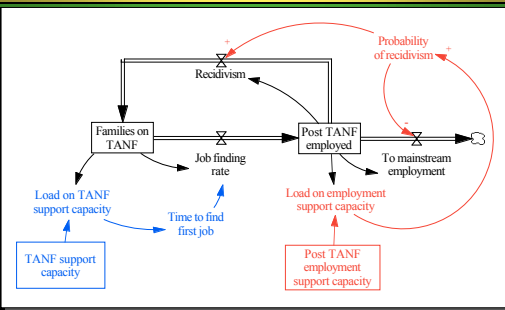 Probability
of recidivism
+
+
Recidivism
-
Families on
TANF
Post TANF
employed
Job finding
rate
To mainstream
employment
Load on TANF
support capacity
Load on employment
support capacity
Time to find
first job
TANF support
capacity
Post TANF
employment
support capacity